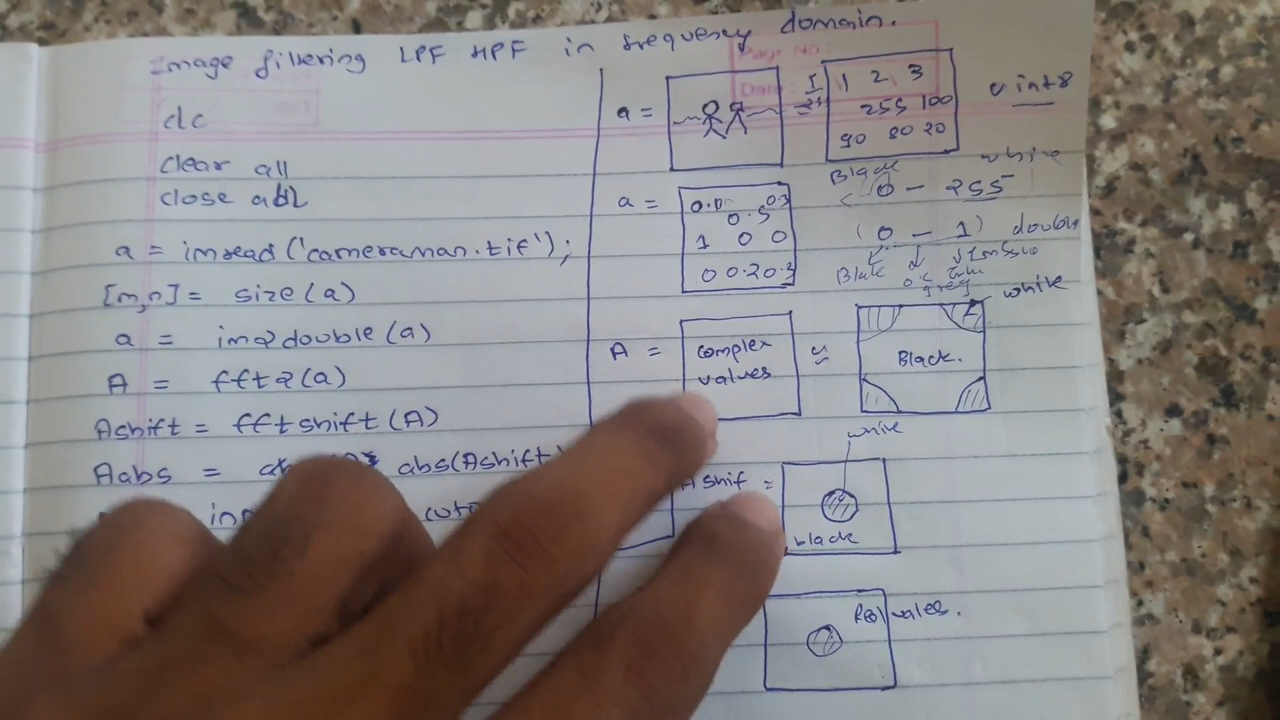 Image filtering LPF HPF in frequency domain.
Page No:
Date:
clc
clear all
close all
a = imread('cameraman.tif');
[m,n] = size(a)
a = im2double(a)
A = fft2(a)
Ashift = fftshift(A)
Aabs = abs(Ashift)
a =
I
1 2 3
255 100
90 80 20
uint8
Black white
0 - 255
a =
0.3
0.5
1 0 0
0 0.2 0.3
(0 - 1) double
Black
grey
white
A =
complex
values
≈
Black.
white
Ashif =
black
Real values.